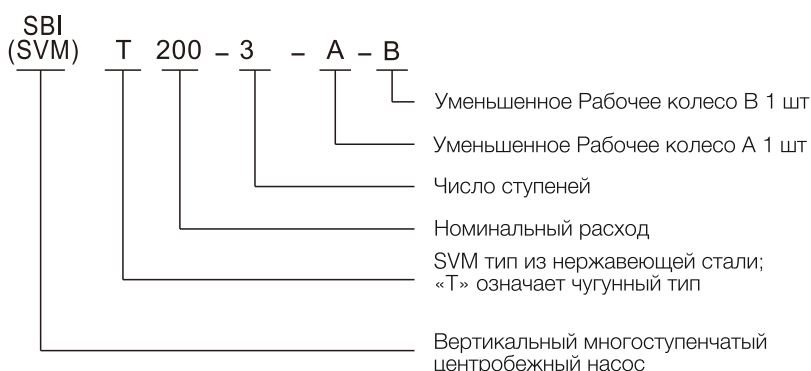 SBI
(SVM) T 200 – 3 – A – B
Уменьшенное Рабочее колесо B 1 шт
Уменьшенное Рабочее колесо A 1 шт
Число ступеней
Номинальный расход
SVM тип из нержавеющей стали;
«Т» означает чугунный тип
Вертикальный многоступенчатый
центробежный насос